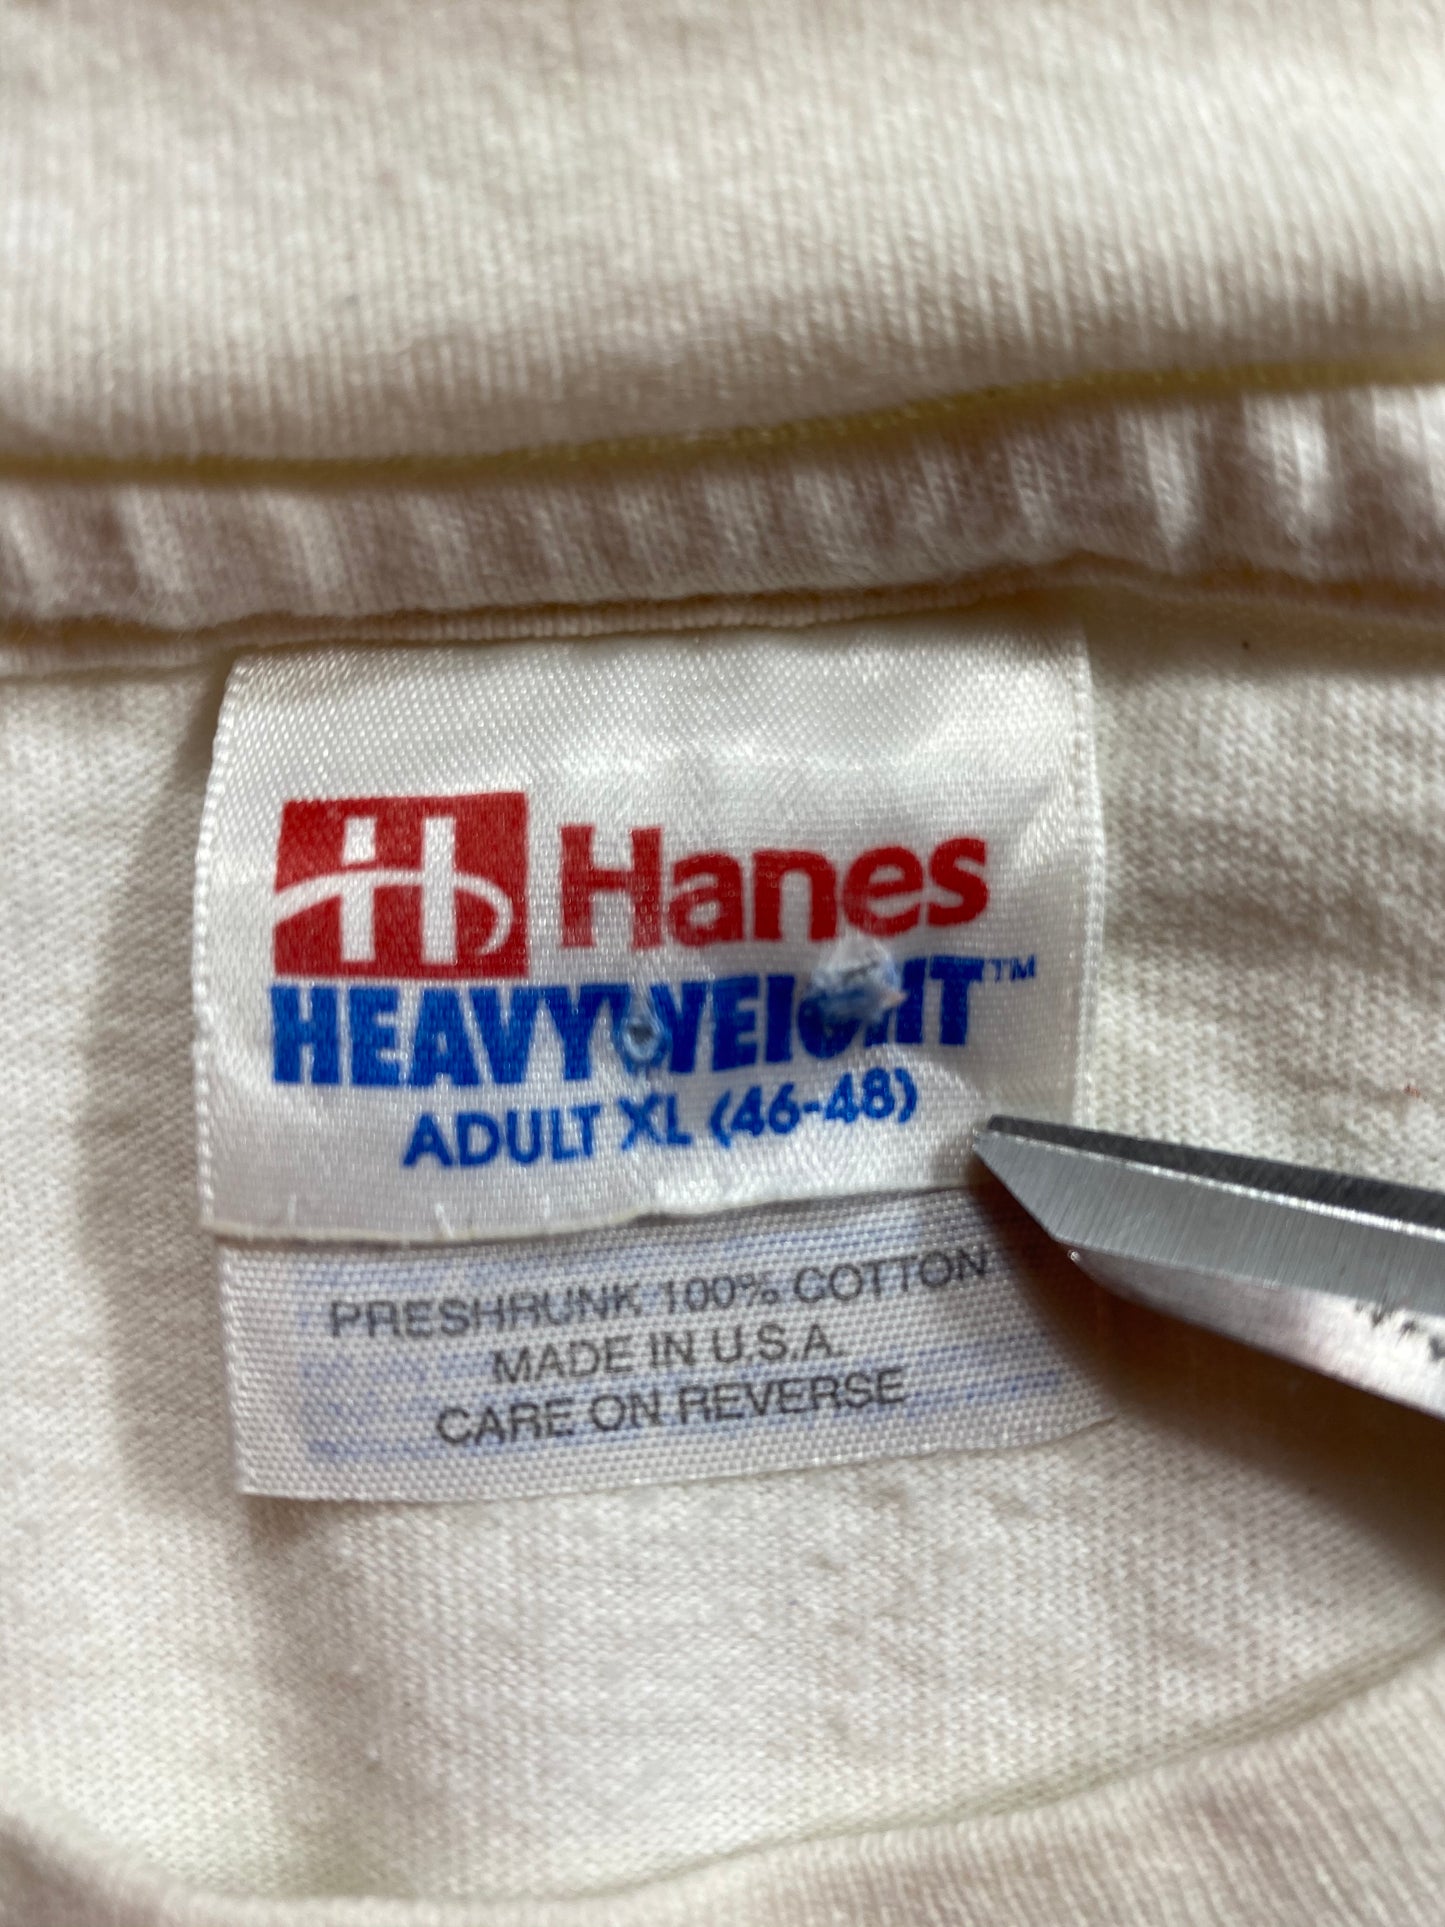 H Hanes
HEAVYWEIGHT™
ADULT XL (46-48)
PRESHRUNK 100% COTTON
MADE IN U.S.A.
CARE ON REVERSE